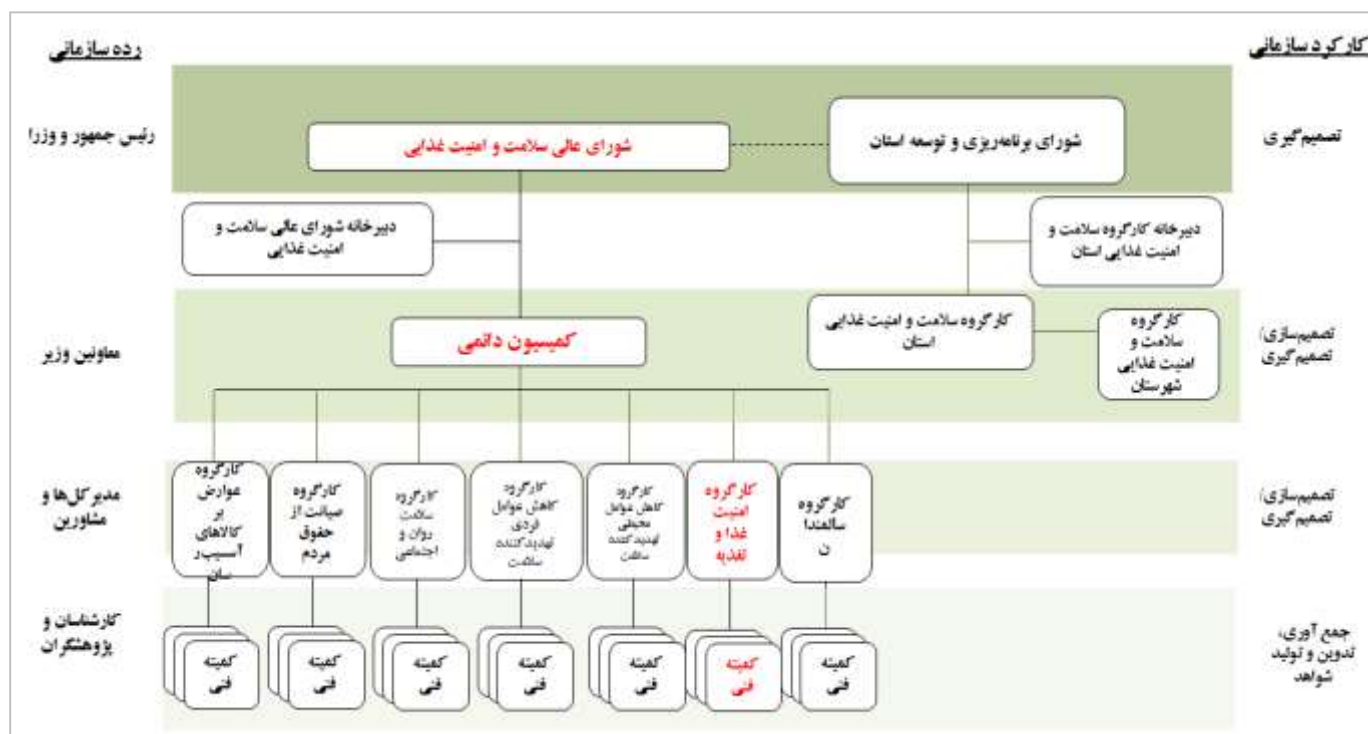 کارکرد سازمانی
رده سازمانی
تصمیم‌گیری
شورای برنامه‌ریزی و توسعه استان
شورای عالی سلامت و امنیت غذایی
رئیس جمهور و وزرا
دبیرخانه کارگروه سلامت و
امنیت غذایی استان
دبیرخانه شورای عالی سلامت و
امنیت غذایی
تصمیم‌سازی/
تصمیم‌گیری
کارگروه
سلامت و
امنیت غذایی
شهرستان
کارگروه سلامت و امنیت غذایی
استان
کمیسیون دائمی
معاونین وزیر
تصمیم‌سازی/
تصمیم‌گیری
کارگروه
سالمندا
ن
کارگروه
امنیت
غذا و
تغذیه
کارگروه
کاهش عوامل
محیطی
تهدیدکننده
سلامت
کارگروه
کاهش عوامل
فردی
تهدیدکننده
سلامت
کارگروه
سلامت
روان و
اجتماعی
کارگروه
صیانت از
حقوق
مردم
کارگروه
عوارض
بر
کالاهای
آسیب‌ر
سان
مدیرکل‌ها و
مشاورین
جمع آوری،
تدوین و تولید
شواهد
کمیته
فنی
کمیته
فنی
کمیته
فنی
کمیته
فنی
کمیته
فنی
کمیته
فنی
کمیته
فنی
کارشناسان و
پژوهشگران